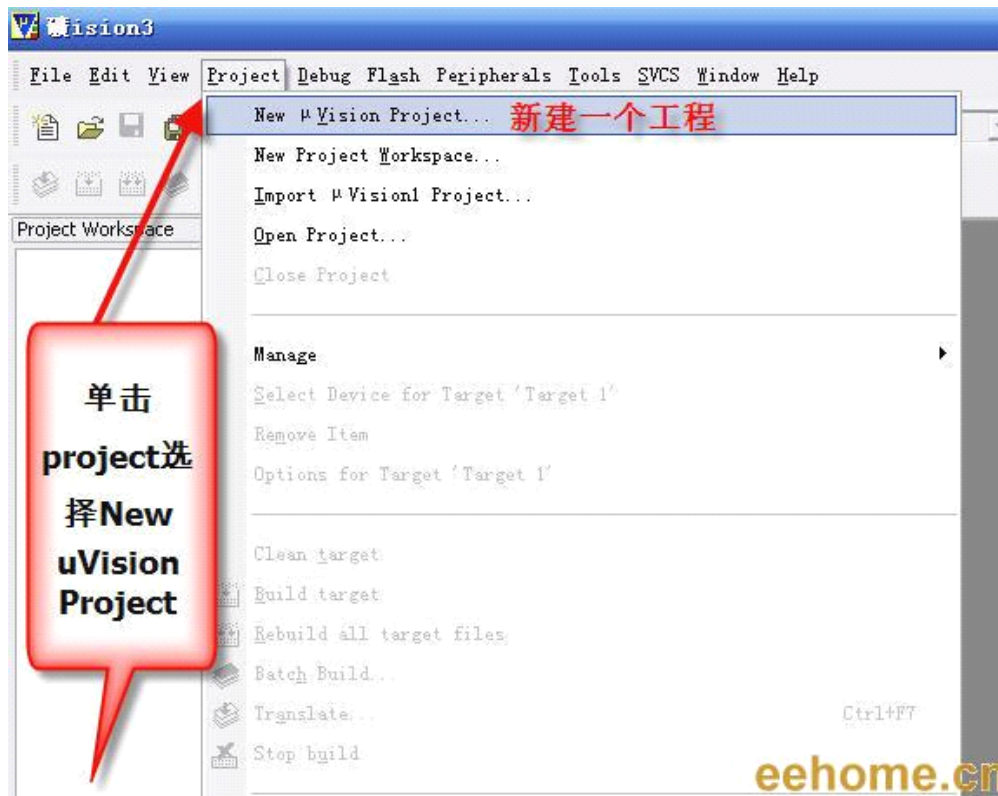 ision3
File Edit View Project Debug Flash Peripherals Tools SVCS Window Help
New μVision Project... 新建一个工程
New Project Workspace...
Import μVision1 Project...
Project Workspace
Open Project...
Close Project
Manage
Select Device for Target 'Target 1'
Remove Item
Options for Target 'Target 1'
Clean target
Build target
Rebuild all target files
Batch Build...
Translate... Ctrl+F7
Stop build
单击
project选
择New
uVision
Project
eehome.cn